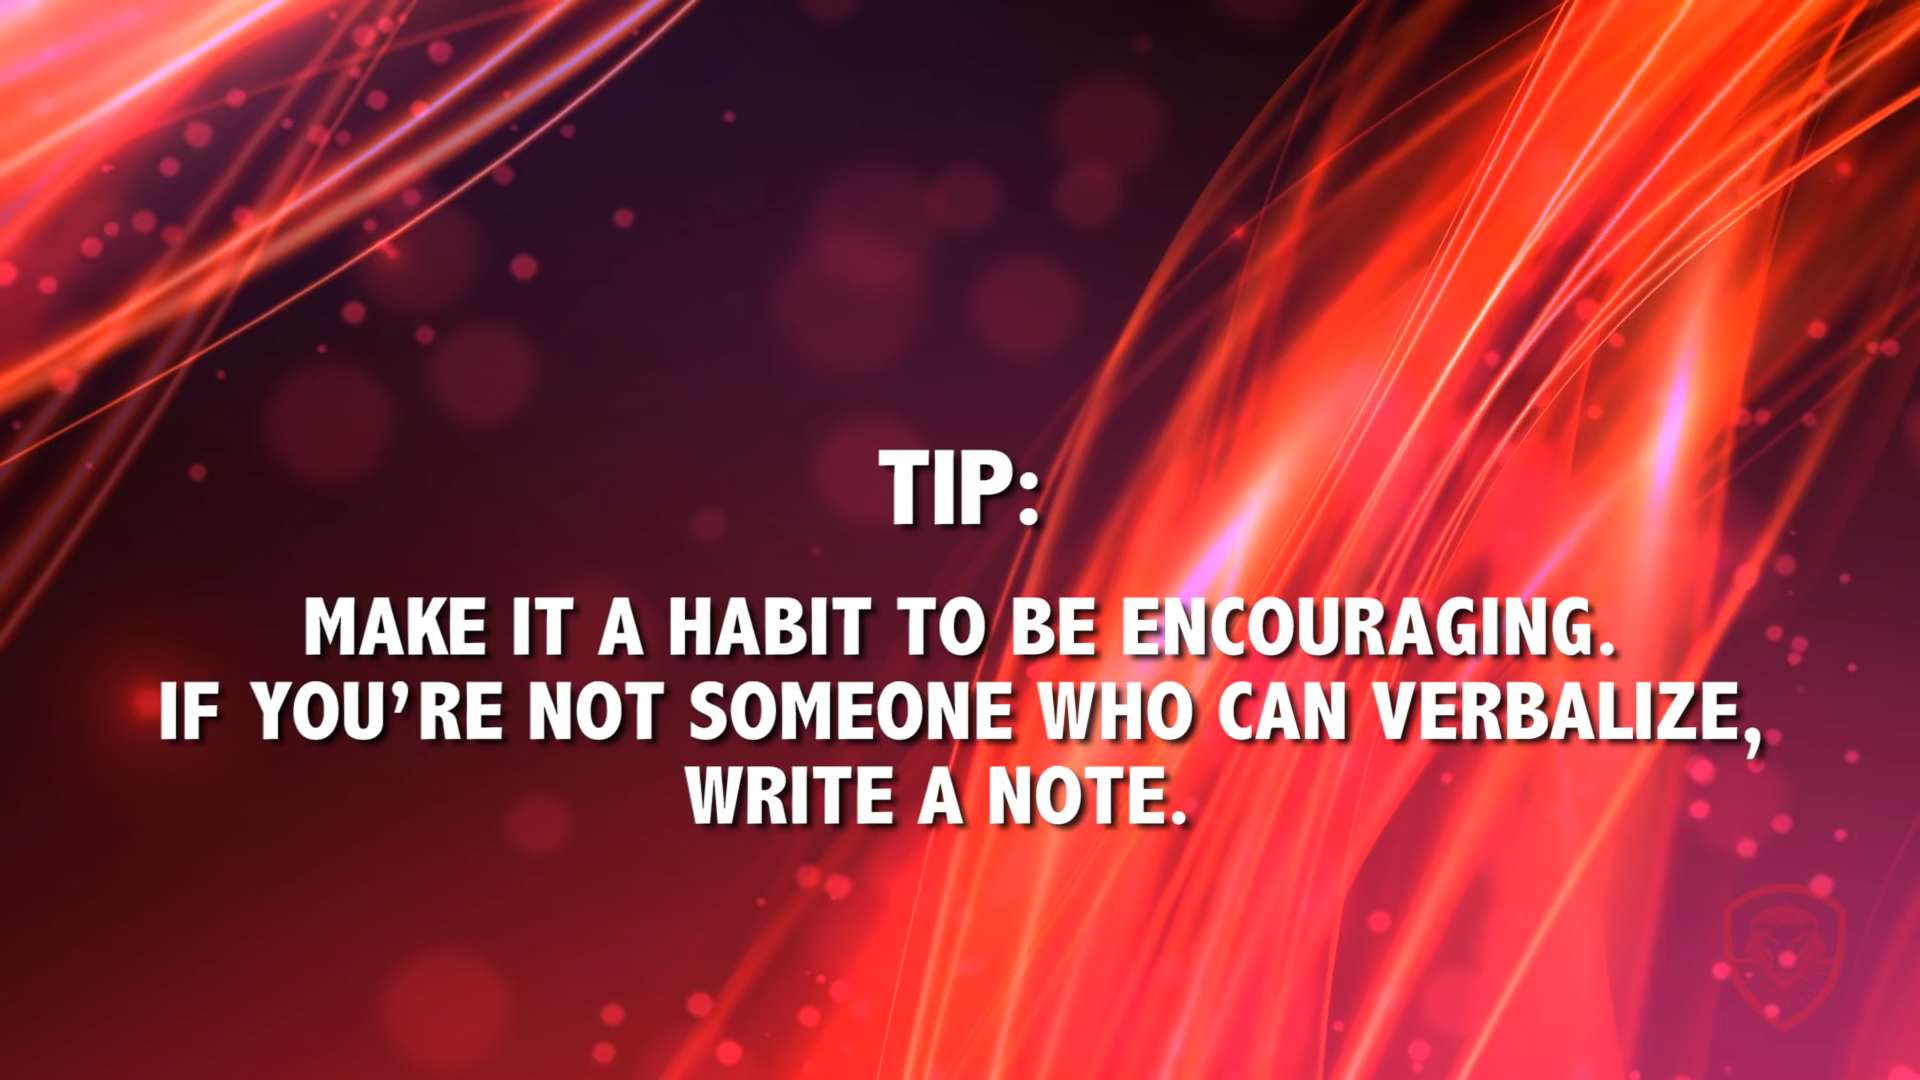 TIP:
MAKE IT A HABIT TO BE ENCOURAGING.
IF YOU'RE NOT SOMEONE WHO CAN VERBALIZE,
WRITE A NOTE.